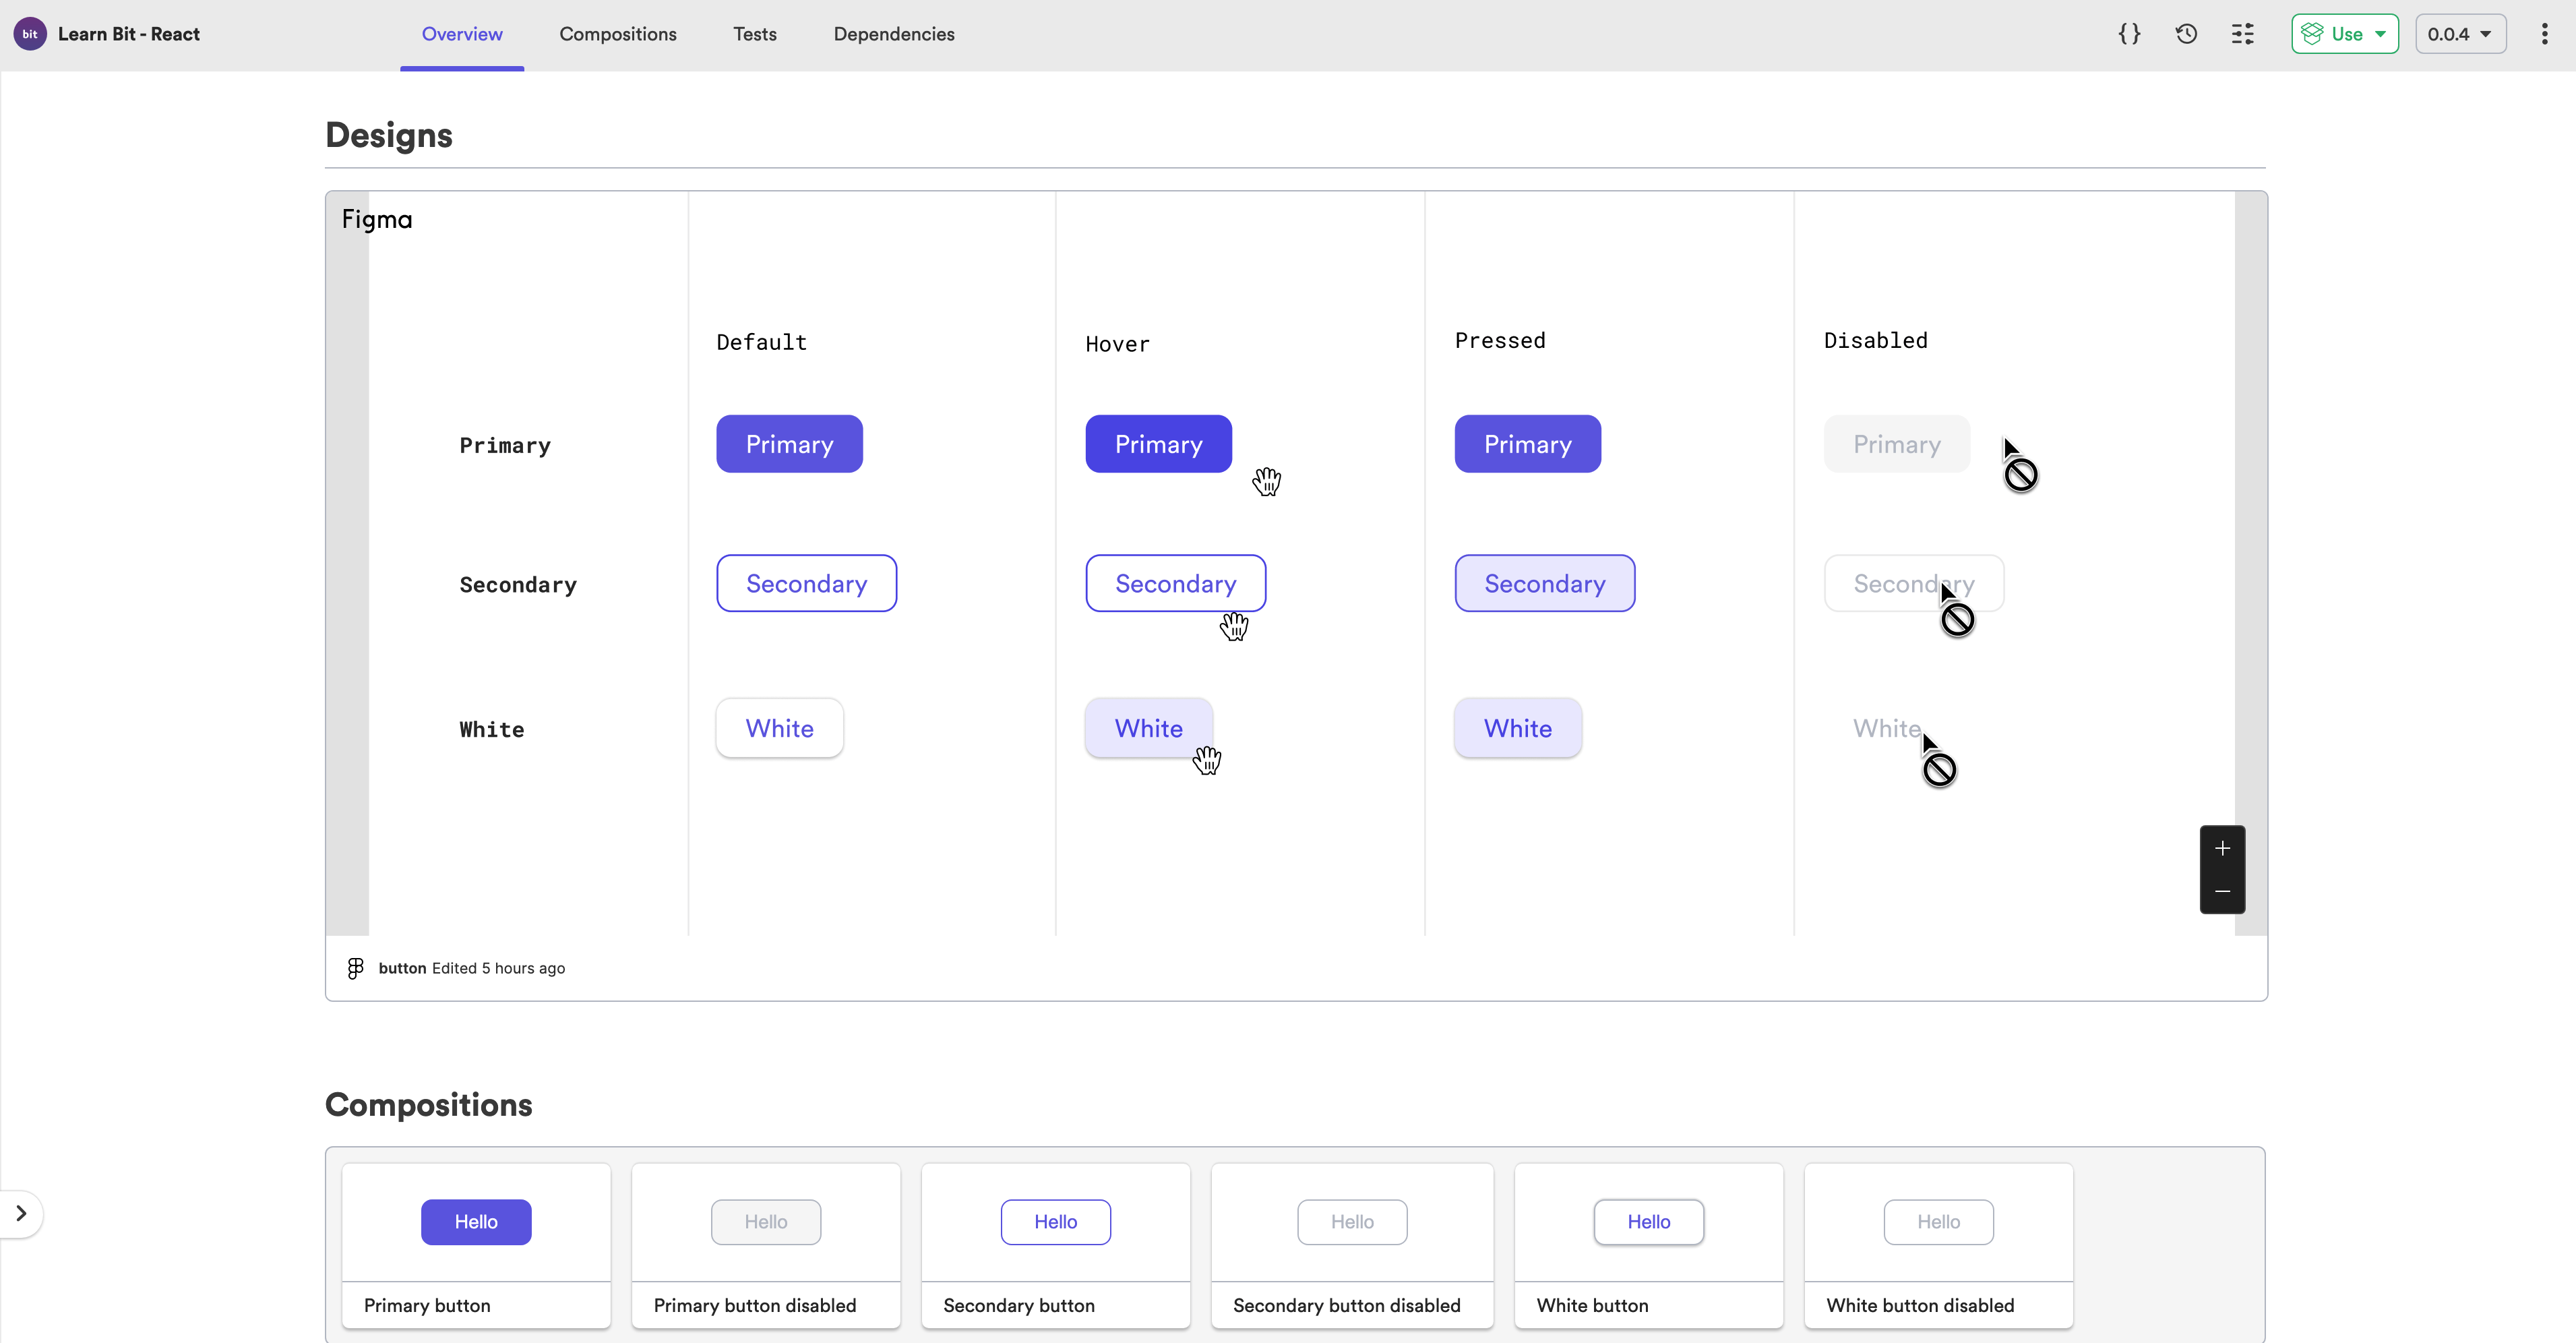 bit Learn Bit - React Overview Compositions Tests Dependencies {} Use 0.0.4
Designs
Figma
Default Hover Pressed Disabled
Primary Primary Primary Primary Primary
Secondary Secondary Secondary Secondary Secondary
White White White White White
+
−
button Edited 5 hours ago
Compositions
Hello Hello Hello Hello Hello Hello
Primary button Primary button disabled Secondary button Secondary button disabled White button White button disabled